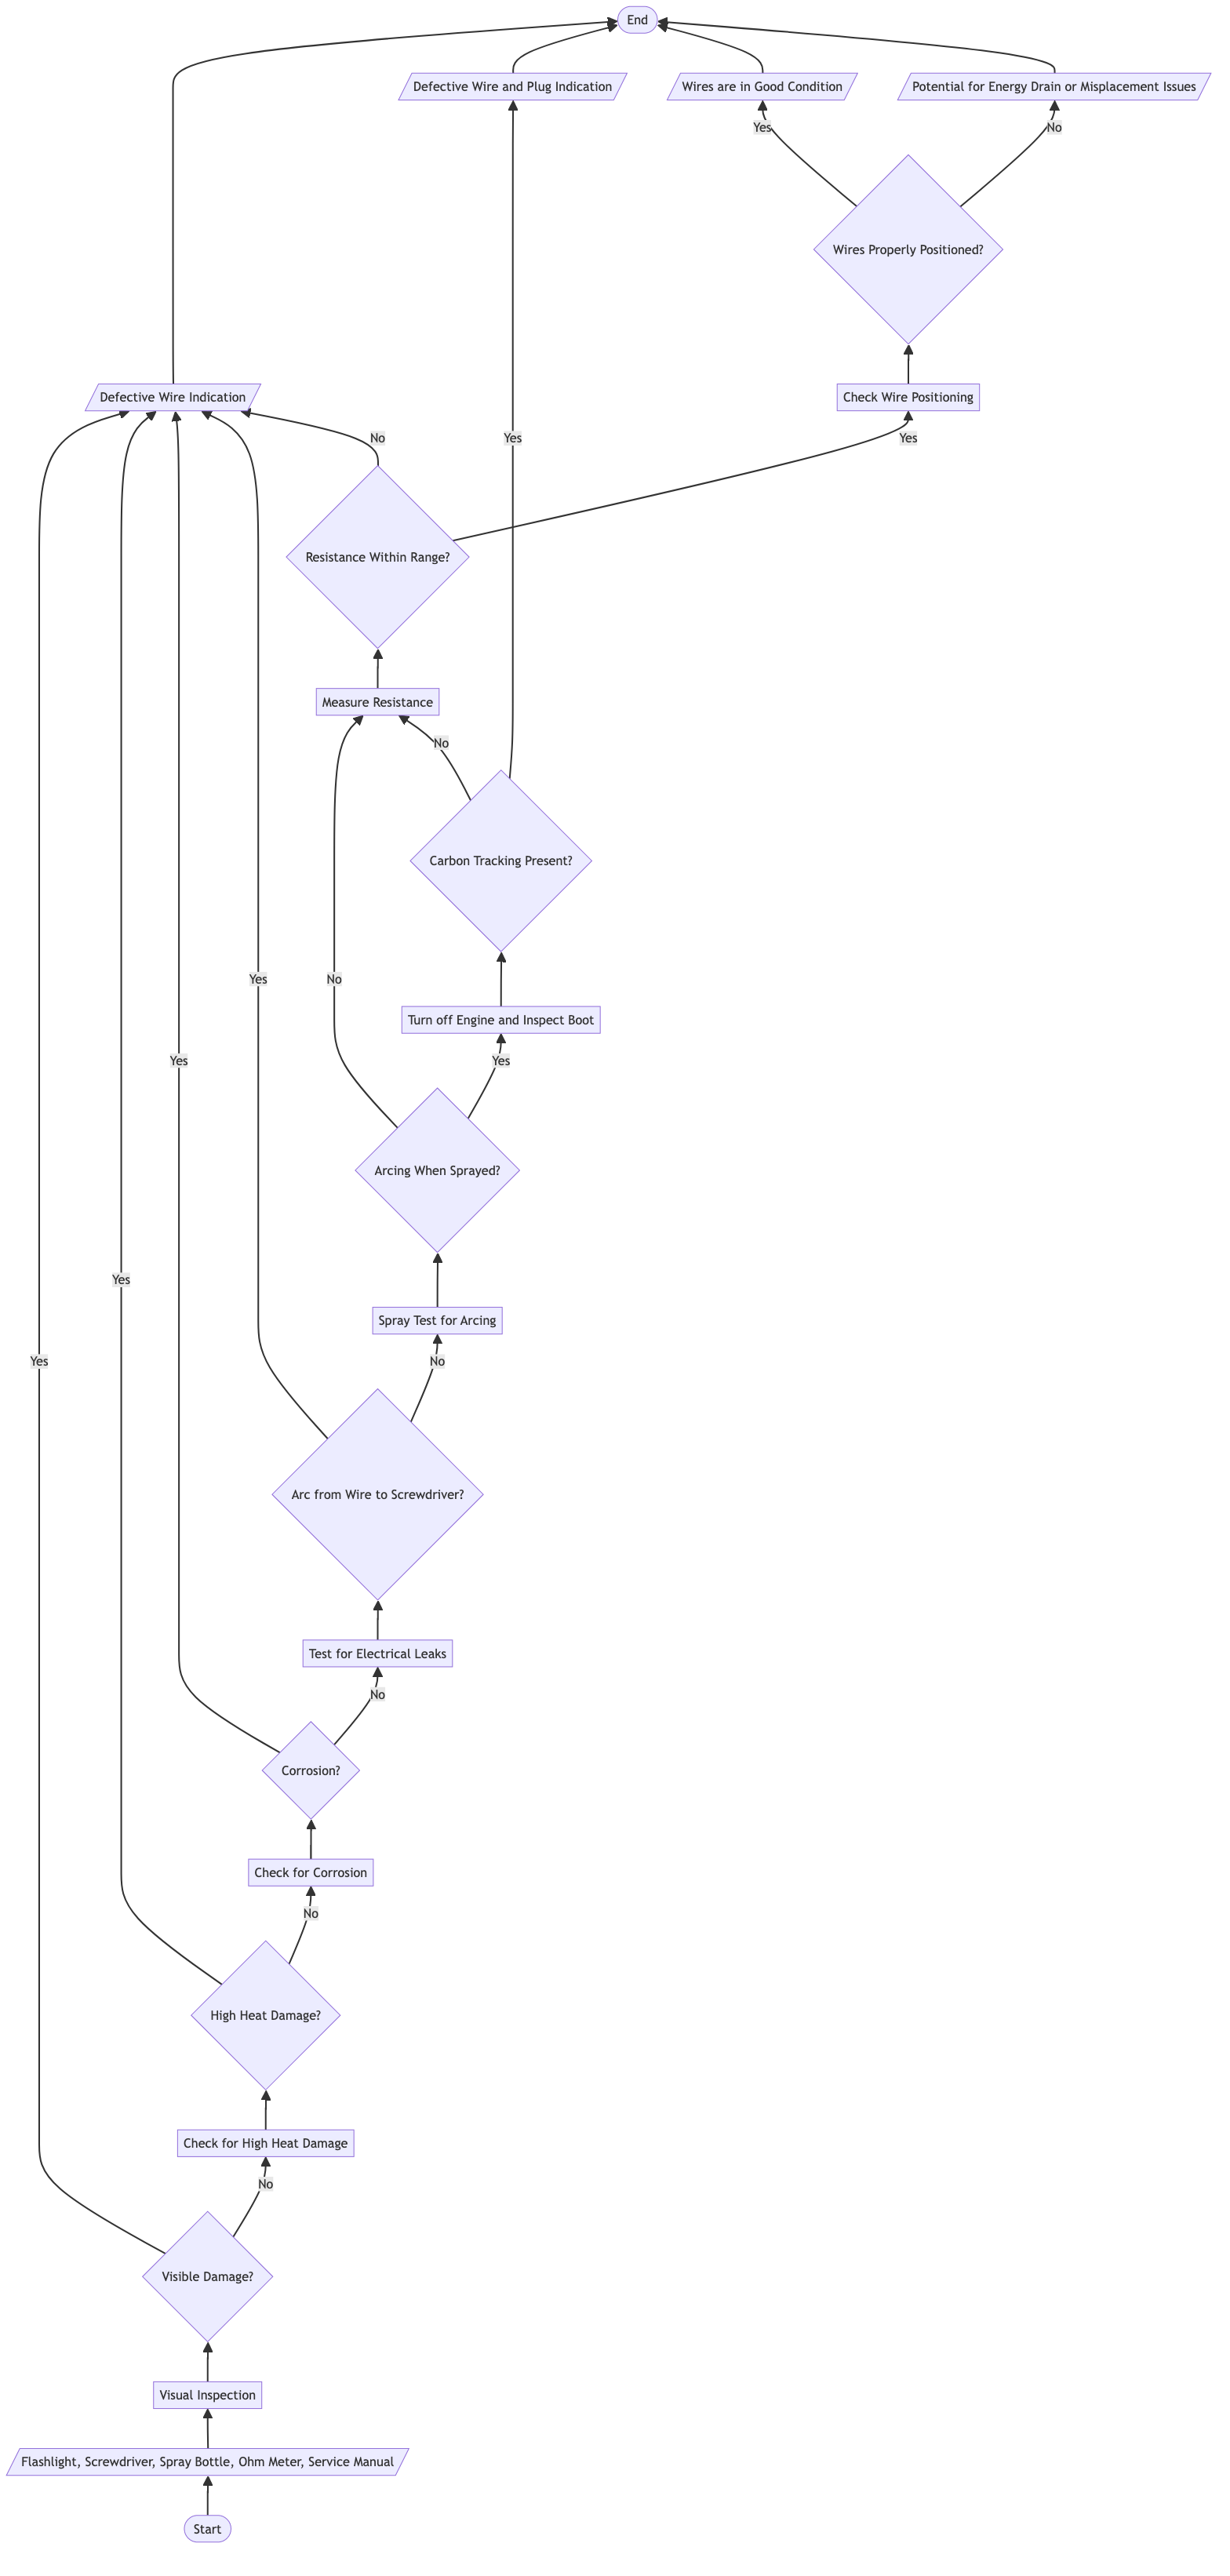 End
Defective Wire and Plug Indication
Wires are in Good Condition
Potential for Energy Drain or Misplacement Issues
Yes
No
Wires Properly Positioned?
Defective Wire Indication
Check Wire Positioning
No
Yes
Yes
Resistance Within Range?
Measure Resistance
No
Carbon Tracking Present?
Yes
No
Turn off Engine and Inspect Boot
Yes
Yes
Arcing When Sprayed?
Yes
Spray Test for Arcing
Yes
No
Arc from Wire to Screwdriver?
Test for Electrical Leaks
No
Corrosion?
Check for Corrosion
No
High Heat Damage?
Check for High Heat Damage
No
Visible Damage?
Visual Inspection
Flashlight, Screwdriver, Spray Bottle, Ohm Meter, Service Manual
Start